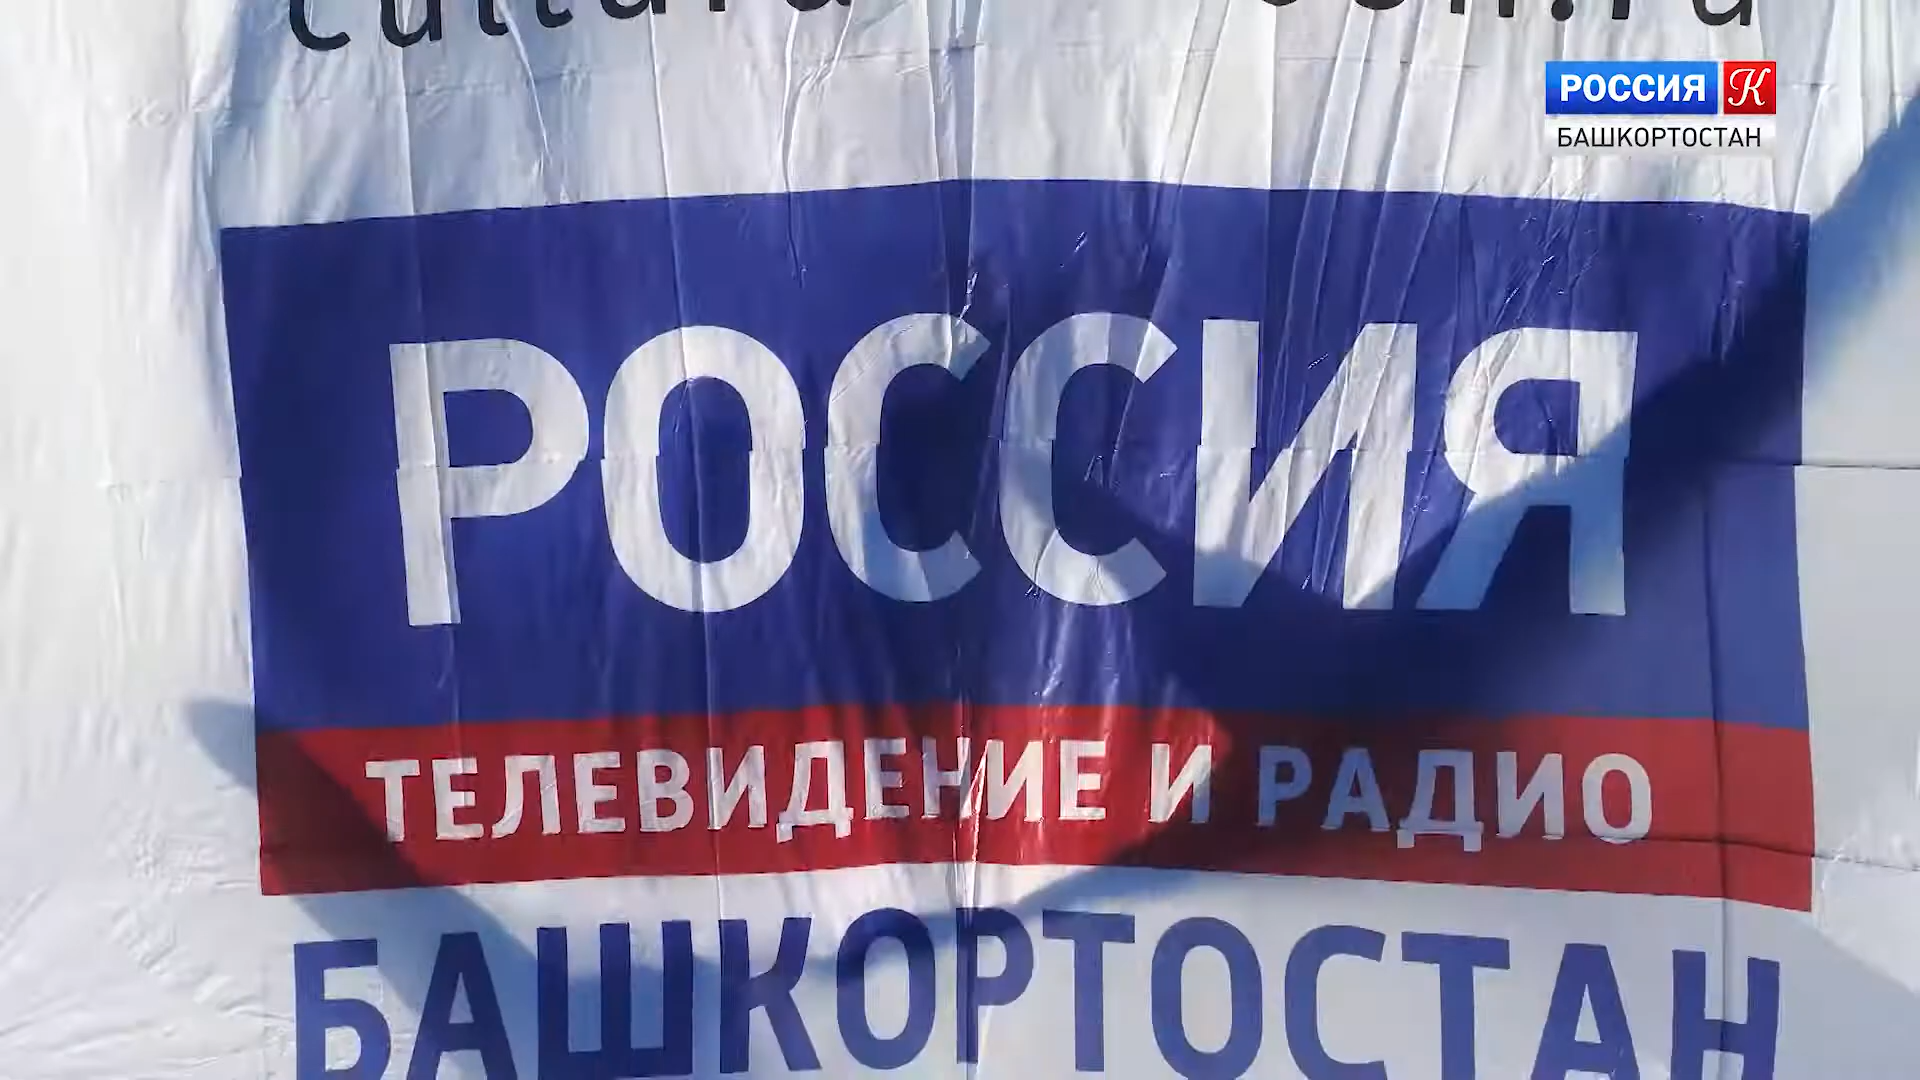 РОССИЯ К
БАШКОРТОСТАН
РОССИЯ
ТЕЛЕВИДЕНИЕ И РАДИО
БАШКОРТОСТАН